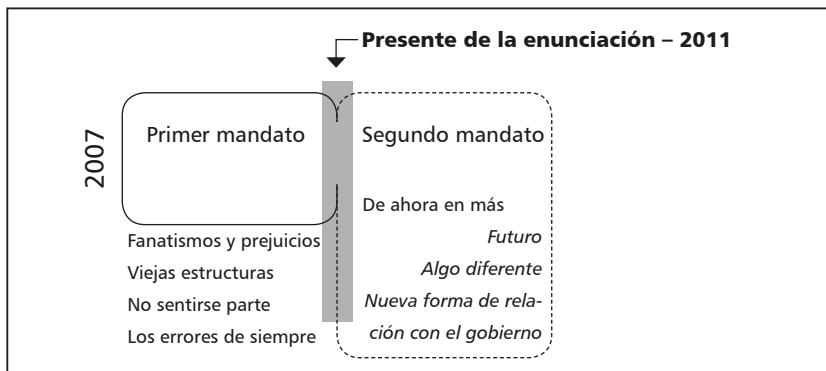 Presente de la enunciación – 2011
2007
Primer mandato
Segundo mandato
De ahora en más
Fanatismos y prejuicios
Futuro
Viejas estructuras
Algo diferente
No sentirse parte
Nueva forma de rela-
Los errores de siempre
ción con el gobierno